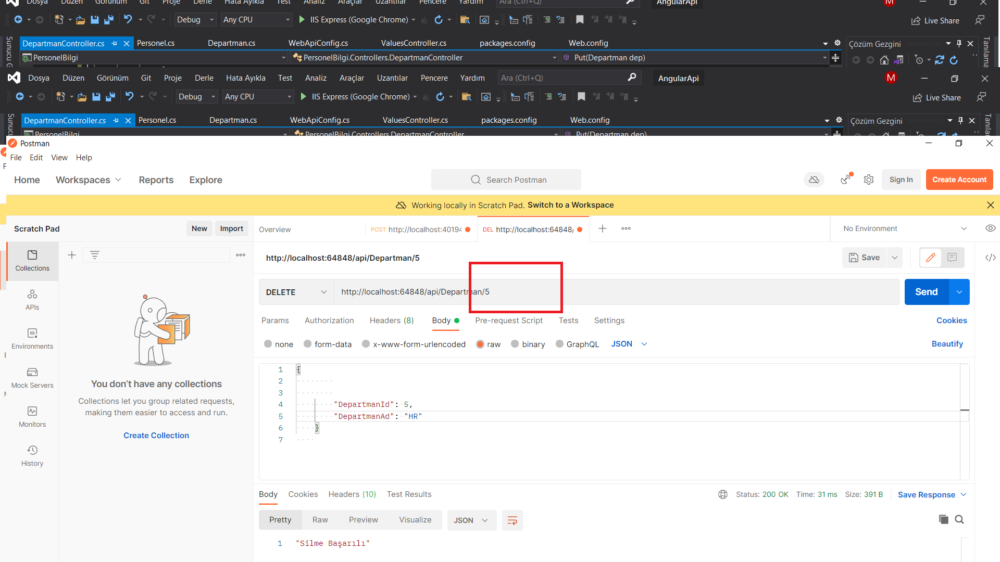 Dosya Düzen Görünüm Git Proje Derle Hata Ayıkla Test Analiz Araçlar Uzantılar Pencere Yardım Ara (Ctrl+Q) AngularApi M
Debug Any CPU IIS Express (Google Chrome) Live Share
DepartmanController.cs Personel.cs Departman.cs WebApiConfig.cs ValuesController.cs packages.config Web.config Çözüm Gezgini
Sunucu G
Tanılama
PersonelBilgi PersonelBilgi.Controllers.DepartmanController Put(Departman dep)
Dosya Düzen Görünüm Git Proje Derle Hata Ayıkla Test Analiz Araçlar Uzantılar Pencere Yardım Ara (Ctrl+Q) AngularApi M
Debug Any CPU IIS Express (Google Chrome) Live Share
DepartmanController.cs Personel.cs Departman.cs WebApiConfig.cs ValuesController.cs packages.config Web.config Çözüm Gezgini
PersonelBilgi PersonelBilgi.Controllers.DepartmanController Put(Departman dep)
Postman
File Edit View Help
Home Workspaces Reports Explore Search Postman Sign In Create Account
Working locally in Scratch Pad. Switch to a Workspace
Scratch Pad New Import Overview POST http://localhost:40194 DEL http://localhost:64848/ No Environment
Collections
APIs
Environments
Mock Servers
Monitors
History
You don’t have any collections
Collections let you group related requests,
making them easier to access and run.
Create Collection
http://localhost:64848/api/Departman/5 Save
DELETE http://localhost:64848/api/Departman/5 Send
Params Authorization Headers (8) Body Pre-request Script Tests Settings Cookies
none form-data x-www-form-urlencoded raw binary GraphQL JSON Beautify
1 {
2
3
4 "DepartmanId": 5,
5 "DepartmanAd": "HR"
6 }
7
Body Cookies Headers (10) Test Results Status: 200 OK Time: 31 ms Size: 391 B Save Response
Pretty Raw Preview Visualize JSON
1 "Silme Başarılı"